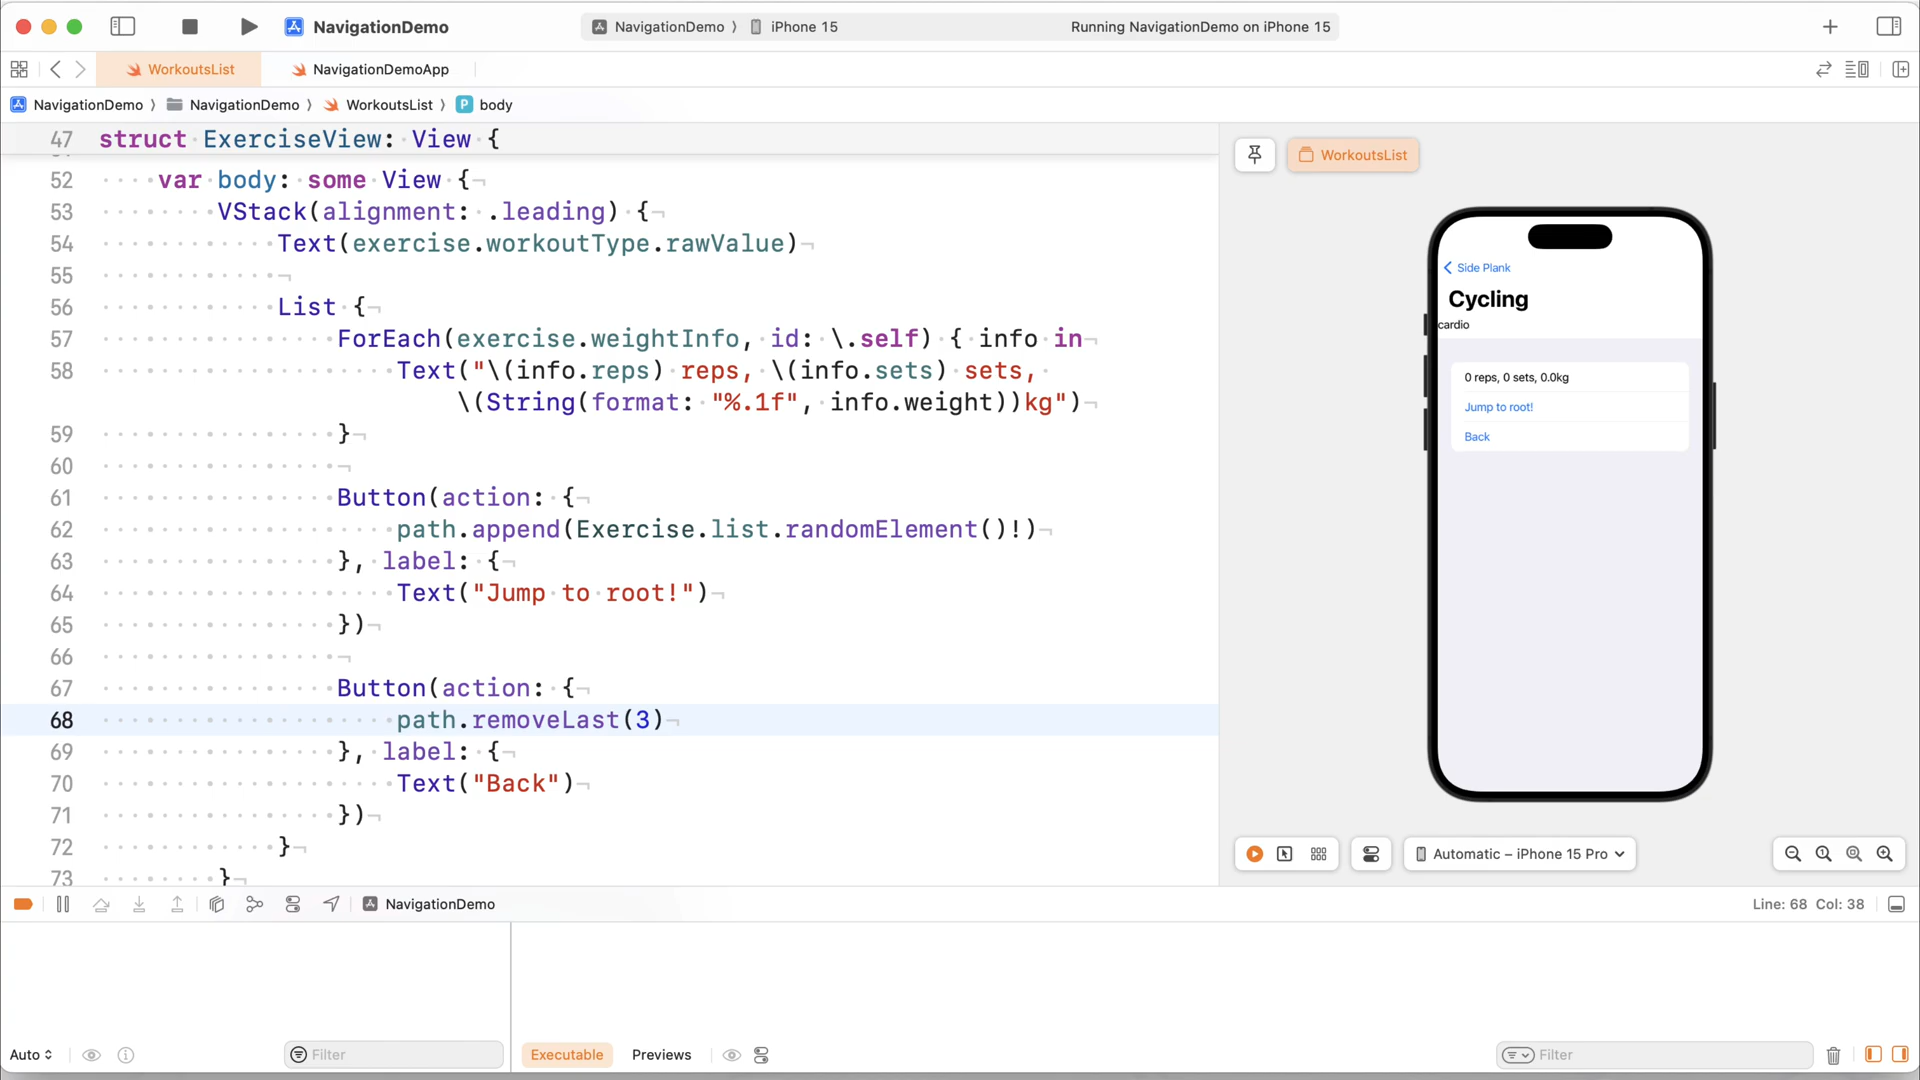 NavigationDemo
NavigationDemo 〉 iPhone 15
Running NavigationDemo on iPhone 15
WorkoutsList
NavigationDemoApp
NavigationDemo 〉 NavigationDemo 〉 WorkoutsList 〉 P body
47 struct ExerciseView: View {
52 var body: some View {
53 VStack(alignment: .leading) {
54 Text(exercise.workoutType.rawValue)
55
56 List {
57 ForEach(exercise.weightInfo, id: \.self) { info in
58 Text("\(info.reps) reps, \(info.sets) sets,
\(String(format: "%.1f", info.weight))kg")
59 }
60
61 Button(action: {
62 path.append(Exercise.list.randomElement()!)
63 }, label: {
64 Text("Jump to root!")
65 })
66
67 Button(action: {
68 path.removeLast(3)
69 }, label: {
70 Text("Back")
71 })
72 }
73 }
WorkoutsList
Side Plank
Cycling
cardio
0 reps, 0 sets, 0.0kg
Jump to root!
Back
Automatic – iPhone 15 Pro
NavigationDemo
Line: 68 Col: 38
Auto
Filter
Executable
Previews
Filter